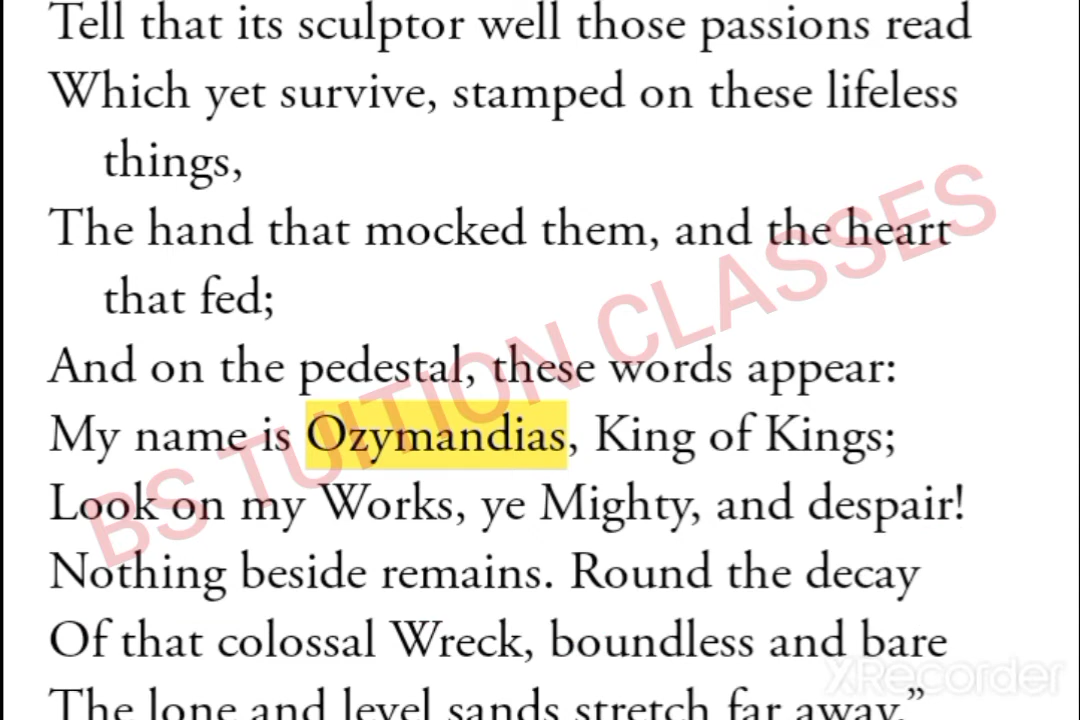 Tell that its sculptor well those passions read
Which yet survive, stamped on these lifeless
things,
The hand that mocked them, and the heart
that fed;
And on the pedestal, these words appear:
My name is Ozymandias, King of Kings;
Look on my Works, ye Mighty, and despair!
Nothing beside remains. Round the decay
Of that colossal Wreck, boundless and bare
The lone and level sands stretch far away.”
BS TUITION CLASSES
XRecorder